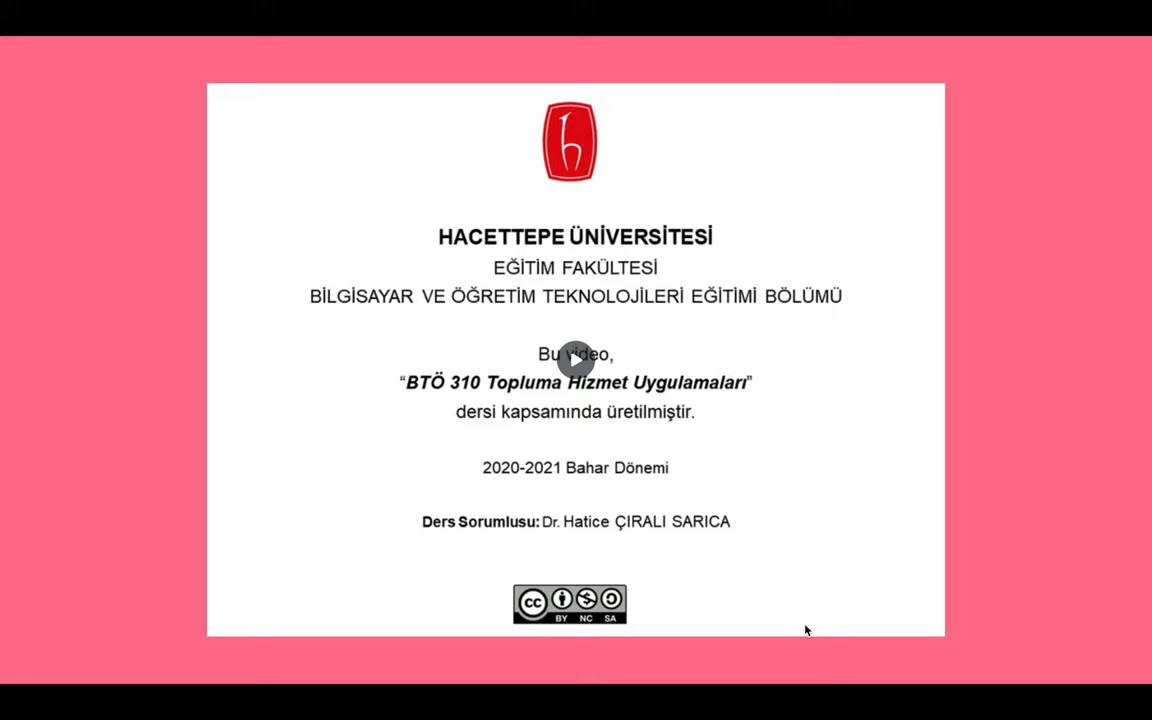 HACETTEPE ÜNİVERSİTESİ
EĞİTİM FAKÜLTESİ
BİLGİSAYAR VE ÖĞRETİM TEKNOLOJİLERİ EĞİTİMİ BÖLÜMÜ
Bu video,
“BTÖ 310 Topluma Hizmet Uygulamaları”
dersi kapsamında üretilmiştir.
2020-2021 Bahar Dönemi
Ders Sorumlusu: Dr. Hatice ÇIRALI SARICA
cc
BY NC SA